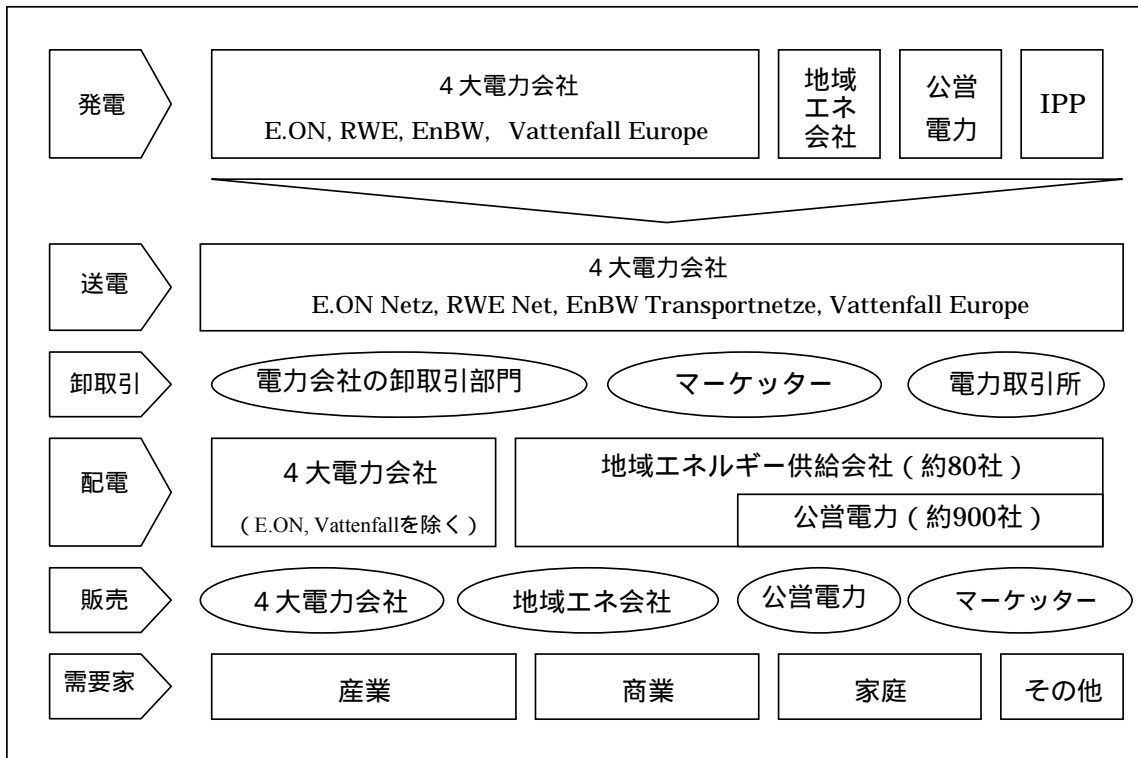 発電
４大電力会社
E.ON, RWE, EnBW, Vattenfall Europe
地域
エネ
会社
公営
電力
IPP
送電
４大電力会社
E.ON Netz, RWE Net, EnBW Transportnetze, Vattenfall Europe
卸取引
電力会社の卸取引部門
マーケッター
電力取引所
配電
４大電力会社
（E.ON, Vattenfallを除く）
地域エネルギー供給会社（約80社）
公営電力（約900社）
販売
４大電力会社
地域エネ会社
公営電力
マーケッター
需要家
産業
商業
家庭
その他